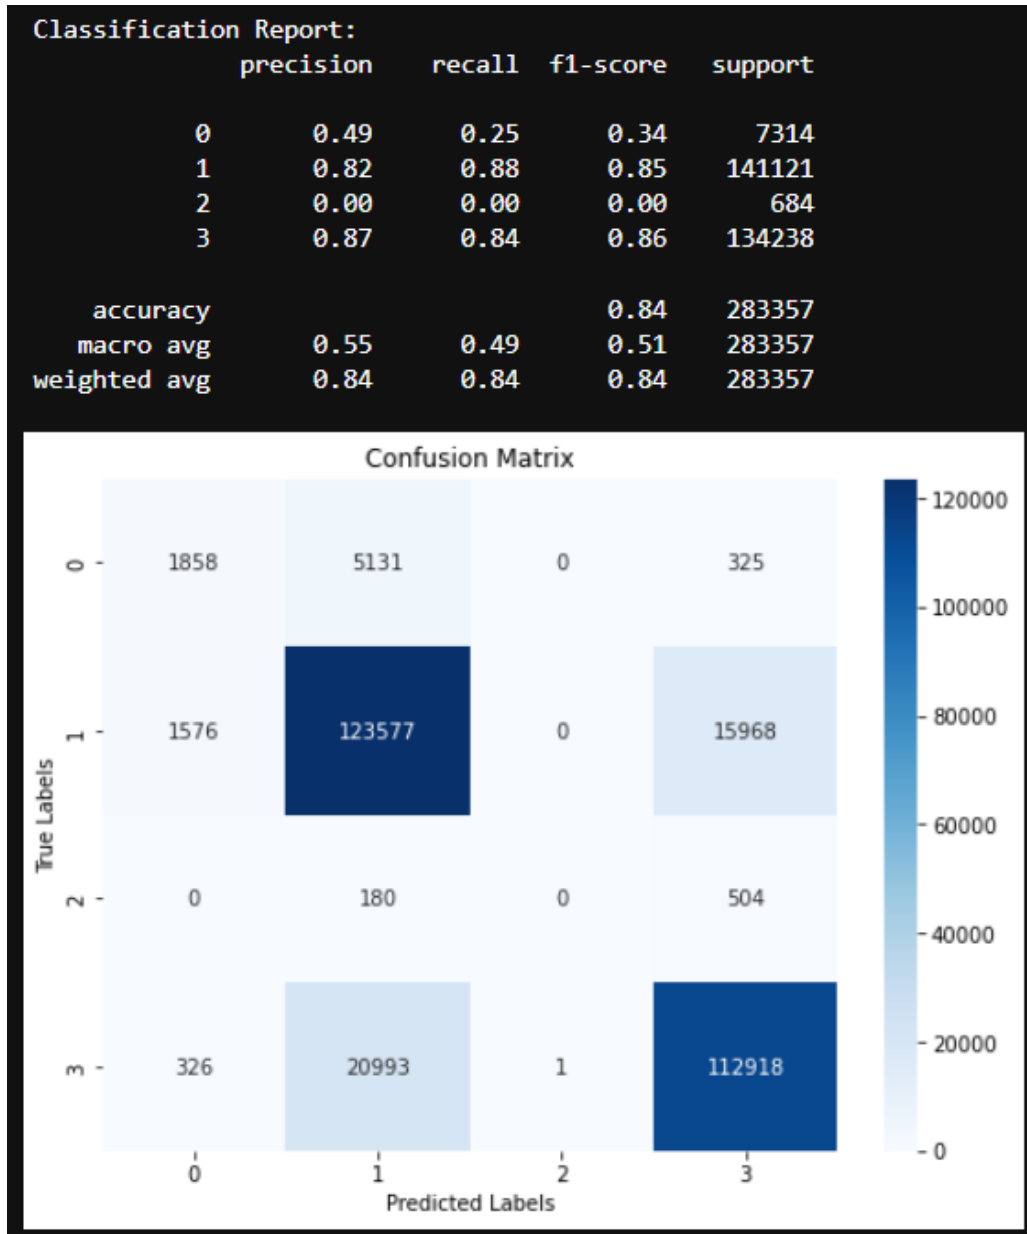 Classification Report:
precision recall f1-score support
0 0.49 0.25 0.34 7314
1 0.82 0.88 0.85 141121
2 0.00 0.00 0.00 684
3 0.87 0.84 0.86 134238
accuracy 0.84 283357
macro avg 0.55 0.49 0.51 283357
weighted avg 0.84 0.84 0.84 283357
Confusion Matrix
0 1858 5131 0 325
1 1576 123577 0 15968
2 0 180 0 504
3 326 20993 1 112918
0 1 2 3
True Labels
Predicted Labels
120000
100000
80000
60000
40000
20000
0